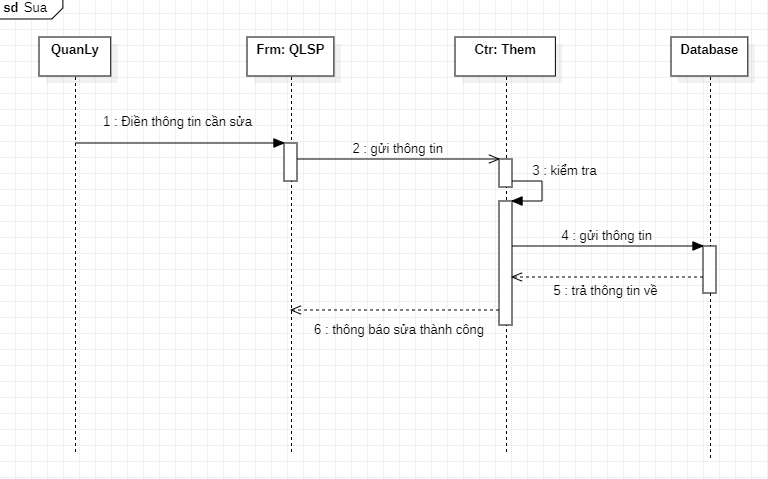 sd Sua
QuanLy
Frm: QLSP
Ctr: Them
Database
1 : Điền thông tin cần sửa
2 : gửi thông tin
3 : kiểm tra
4 : gửi thông tin
5 : trả thông tin về
6 : thông báo sửa thành công